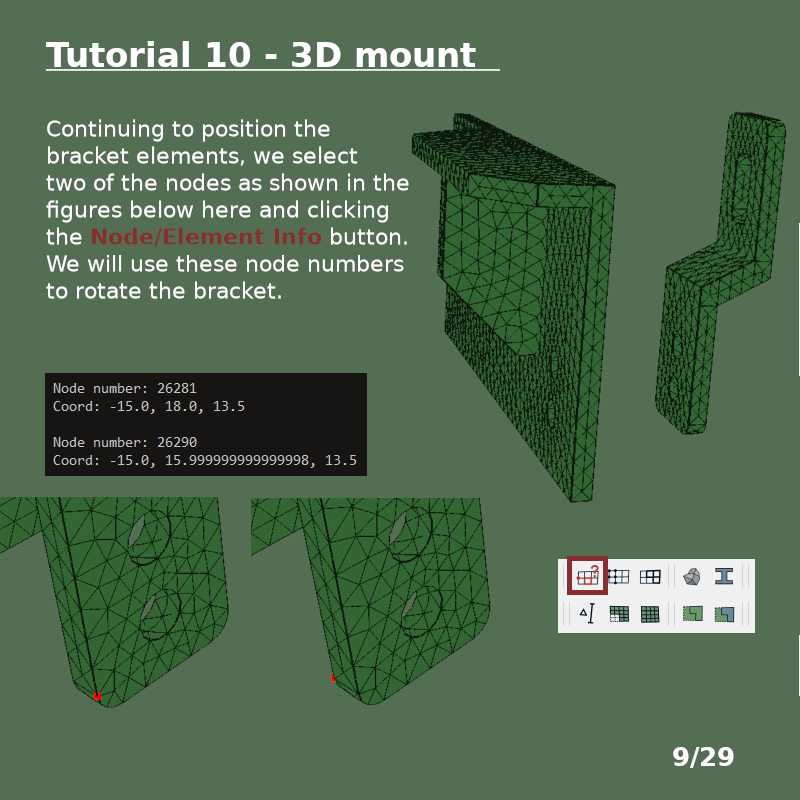 Tutorial 10 - 3D mount
Continuing to position the
bracket elements, we select
two of the nodes as shown in the
figures below here and clicking
the Node/Element Info button.
We will use these node numbers
to rotate the bracket.
Node number: 26281
Coord: -15.0, 18.0, 13.5
Node number: 26290
Coord: -15.0, 15.999999999999998, 13.5
9/29